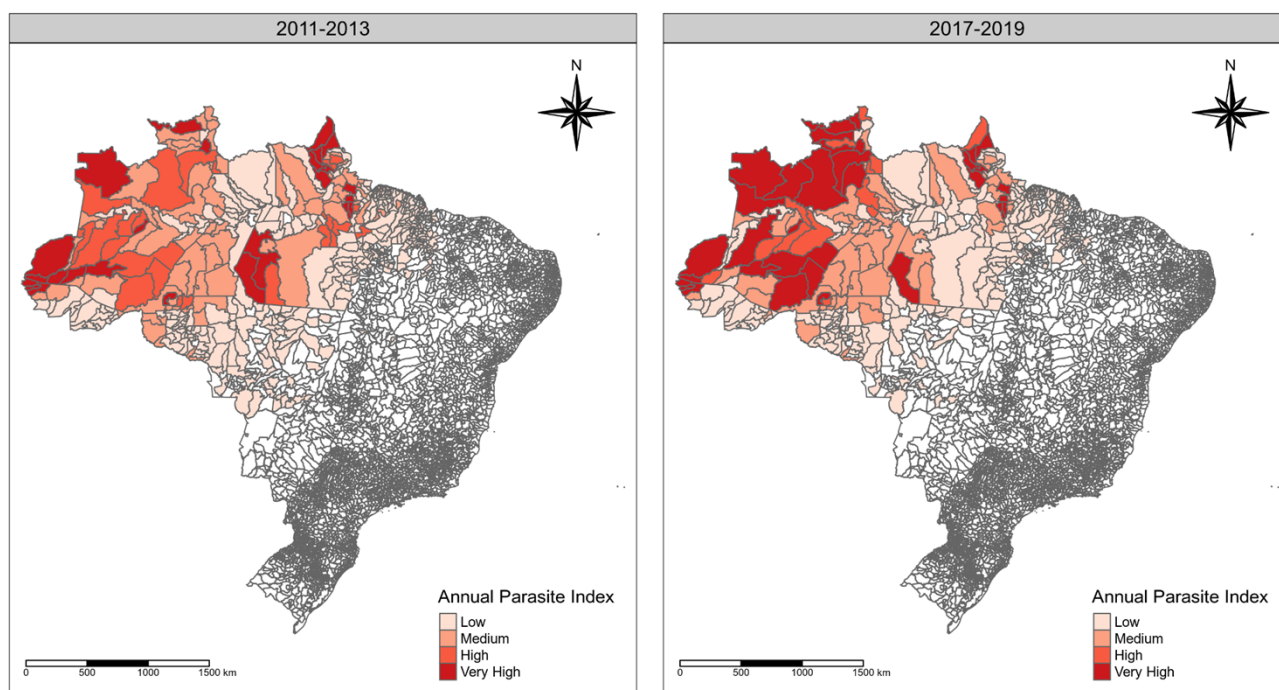 2011-2013
N
Annual Parasite Index
Low
Medium
High
Very High
0 500 1000 1500 km
2017-2019
N
Annual Parasite Index
Low
Medium
High
Very High
0 500 1000 1500 km